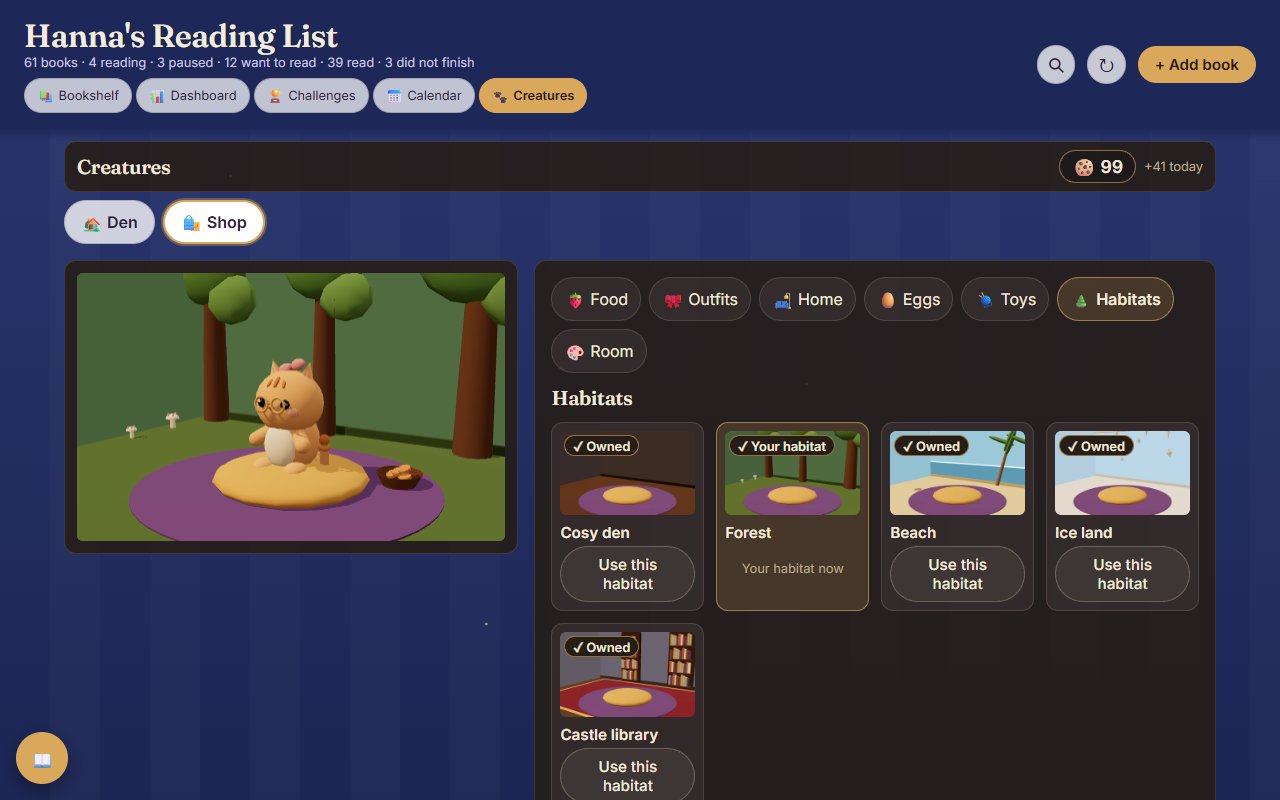 Hanna's Reading List
61 books · 4 reading · 3 paused · 12 want to read · 39 read · 3 did not finish
Bookshelf
Dashboard
Challenges
Calendar
Creatures
+ Add book
Creatures
99
+41 today
Den
Shop
Food
Outfits
Home
Eggs
Toys
Habitats
Room
Habitats
✓ Owned
Cosy den
Use this
habitat
✓ Your habitat
Forest
Your habitat now
✓ Owned
Beach
Use this
habitat
✓ Owned
Ice land
Use this
habitat
✓ Owned
Castle library
Use this
habitat